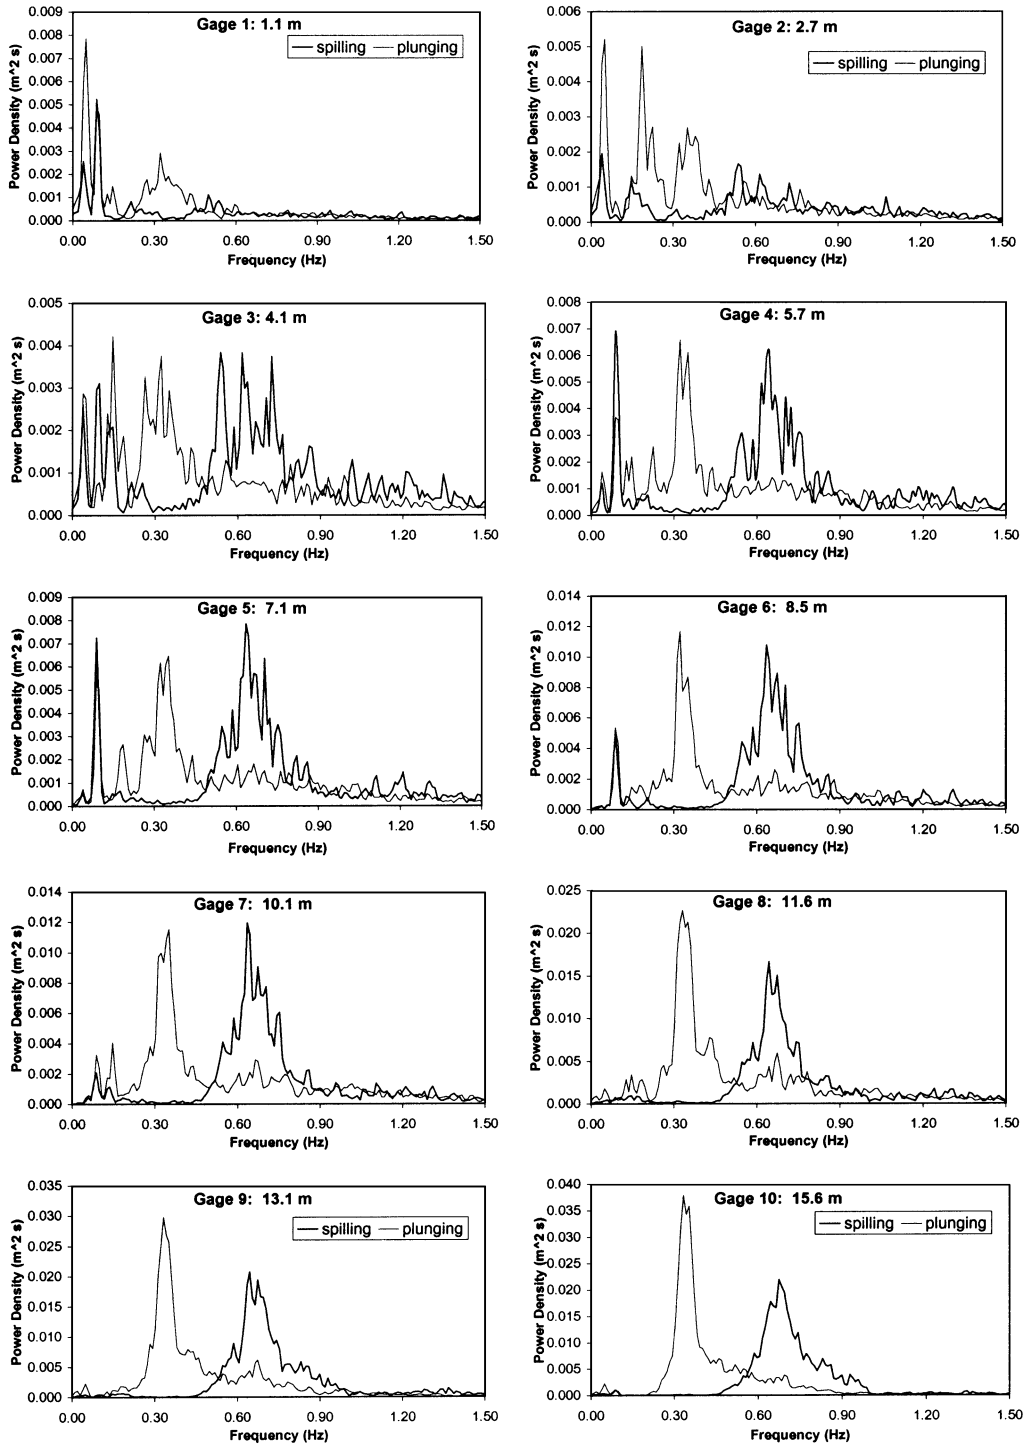 Gage 1: 1.1 m
spilling plunging
Power Density (m^2 s)
0.009
0.008
0.007
0.006
0.005
0.004
0.003
0.002
0.001
0.000
0.00 0.30 0.60 0.90 1.20 1.50
Frequency (Hz)
Gage 2: 2.7 m
spilling plunging
Power Density (m^2 s)
0.006
0.005
0.004
0.003
0.002
0.001
0.000
0.00 0.30 0.60 0.90 1.20 1.50
Frequency (Hz)
Gage 3: 4.1 m
Power Density (m^2 s)
0.005
0.004
0.003
0.002
0.001
0.000
0.00 0.30 0.60 0.90 1.20 1.50
Frequency (Hz)
Gage 4: 5.7 m
Power Density (m^2 s)
0.008
0.007
0.006
0.005
0.004
0.003
0.002
0.001
0.000
0.00 0.30 0.60 0.90 1.20 1.50
Frequency (Hz)
Gage 5: 7.1 m
Power Density (m^2 s)
0.009
0.008
0.007
0.006
0.005
0.004
0.003
0.002
0.001
0.000
0.00 0.30 0.60 0.90 1.20 1.50
Frequency (Hz)
Gage 6: 8.5 m
Power Density (m^2 s)
0.014
0.012
0.010
0.008
0.006
0.004
0.002
0.000
0.00 0.30 0.60 0.90 1.20 1.50
Frequency (Hz)
Gage 7: 10.1 m
Power Density (m^2 s)
0.014
0.012
0.010
0.008
0.006
0.004
0.002
0.000
0.00 0.30 0.60 0.90 1.20 1.50
Frequency (Hz)
Gage 8: 11.6 m
Power Density (m^2 s)
0.025
0.020
0.015
0.010
0.005
0.000
0.00 0.30 0.60 0.90 1.20 1.50
Frequency (Hz)
Gage 9: 13.1 m
spilling plunging
Power Density (m^2 s)
0.035
0.030
0.025
0.020
0.015
0.010
0.005
0.000
0.00 0.30 0.60 0.90 1.20 1.50
Frequency (Hz)
Gage 10: 15.6 m
spilling plunging
Power Density (m^2 s)
0.040
0.035
0.030
0.025
0.020
0.015
0.010
0.005
0.000
0.00 0.30 0.60 0.90 1.20 1.50
Frequency (Hz)